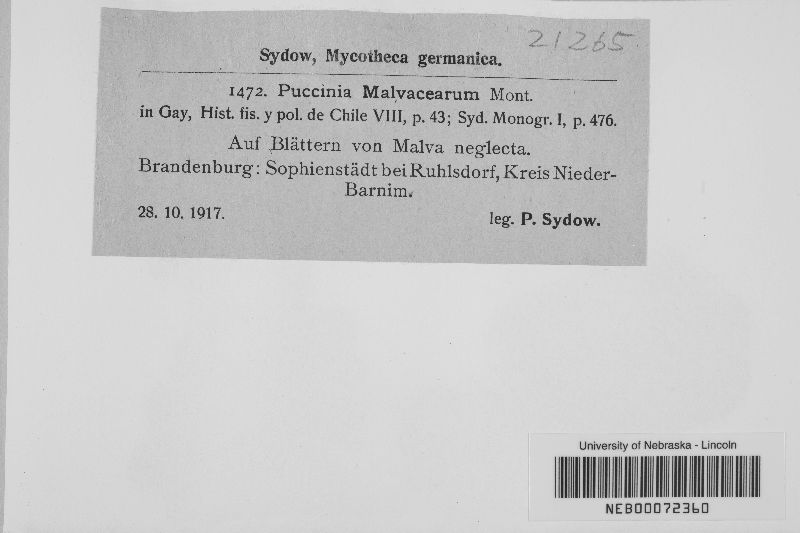 21265
Sydow, Mycotheca germanica.
1472. Puccinia Malvacearum Mont.
in Gay, Hist. fis. y pol. de Chile VIII, p. 43; Syd. Monogr. I, p. 476.
Auf Blättern von Malva neglecta.
Brandenburg: Sophienstädt bei Ruhlsdorf, Kreis Nieder-
Barnim.
28. 10. 1917. leg. P. Sydow.
University of Nebraska - Lincoln
NEB00072360